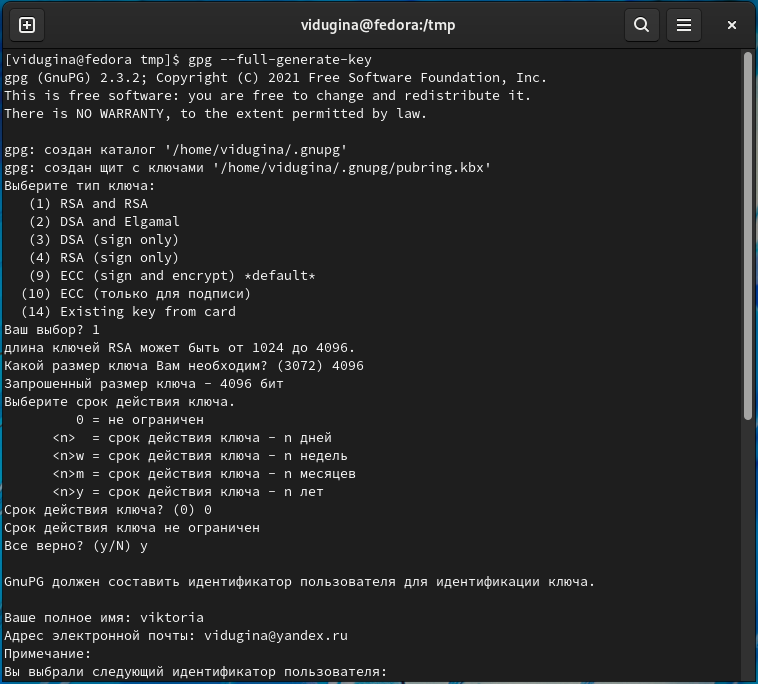 vidugina@fedora:/tmp
[vidugina@fedora tmp]$ gpg --full-generate-key
gpg (GnuPG) 2.3.2; Copyright (C) 2021 Free Software Foundation, Inc.
This is free software: you are free to change and redistribute it.
There is NO WARRANTY, to the extent permitted by law.

gpg: создан каталог '/home/vidugina/.gnupg'
gpg: создан щит с ключами '/home/vidugina/.gnupg/pubring.kbx'
Выберите тип ключа:
   (1) RSA and RSA
   (2) DSA and Elgamal
   (3) DSA (sign only)
   (4) RSA (sign only)
   (9) ECC (sign and encrypt) *default*
  (10) ECC (только для подписи)
  (14) Existing key from card
Ваш выбор? 1
длина ключей RSA может быть от 1024 до 4096.
Какой размер ключа Вам необходим? (3072) 4096
Запрошенный размер ключа - 4096 бит
Выберите срок действия ключа.
         0 = не ограничен
      <n>  = срок действия ключа - n дней
      <n>w = срок действия ключа - n недель
      <n>m = срок действия ключа - n месяцев
      <n>y = срок действия ключа - n лет
Срок действия ключа? (0) 0
Срок действия ключа не ограничен
Все верно? (y/N) y

GnuPG должен составить идентификатор пользователя для идентификации ключа.

Ваше полное имя: viktoria
Адрес электронной почты: vidugina@yandex.ru
Примечание:
Вы выбрали следующий идентификатор пользователя: